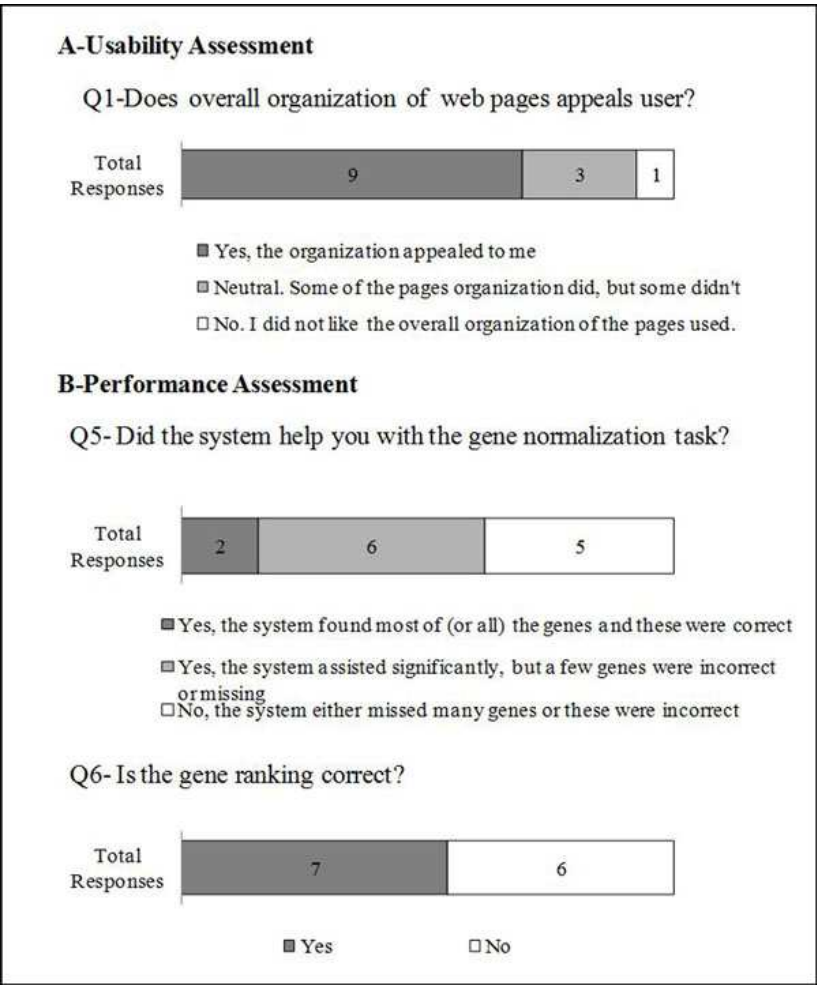 A-Usability Assessment
Q1-Does overall organization of web pages appeals user?
Total
Responses
9 3 1
Yes, the organization appealed to me
Neutral. Some of the pages organization did, but some didn't
No. I did not like the overall organization of the pages used.
B-Performance Assessment
Q5- Did the system help you with the gene normalization task?
Total
Responses
2 6 5
Yes, the system found most of (or all) the genes and these were correct
Yes, the system assisted significantly, but a few genes were incorrect
or missing
No, the system either missed many genes or these were incorrect
Q6- Is the gene ranking correct?
Total
Responses
7 6
Yes No